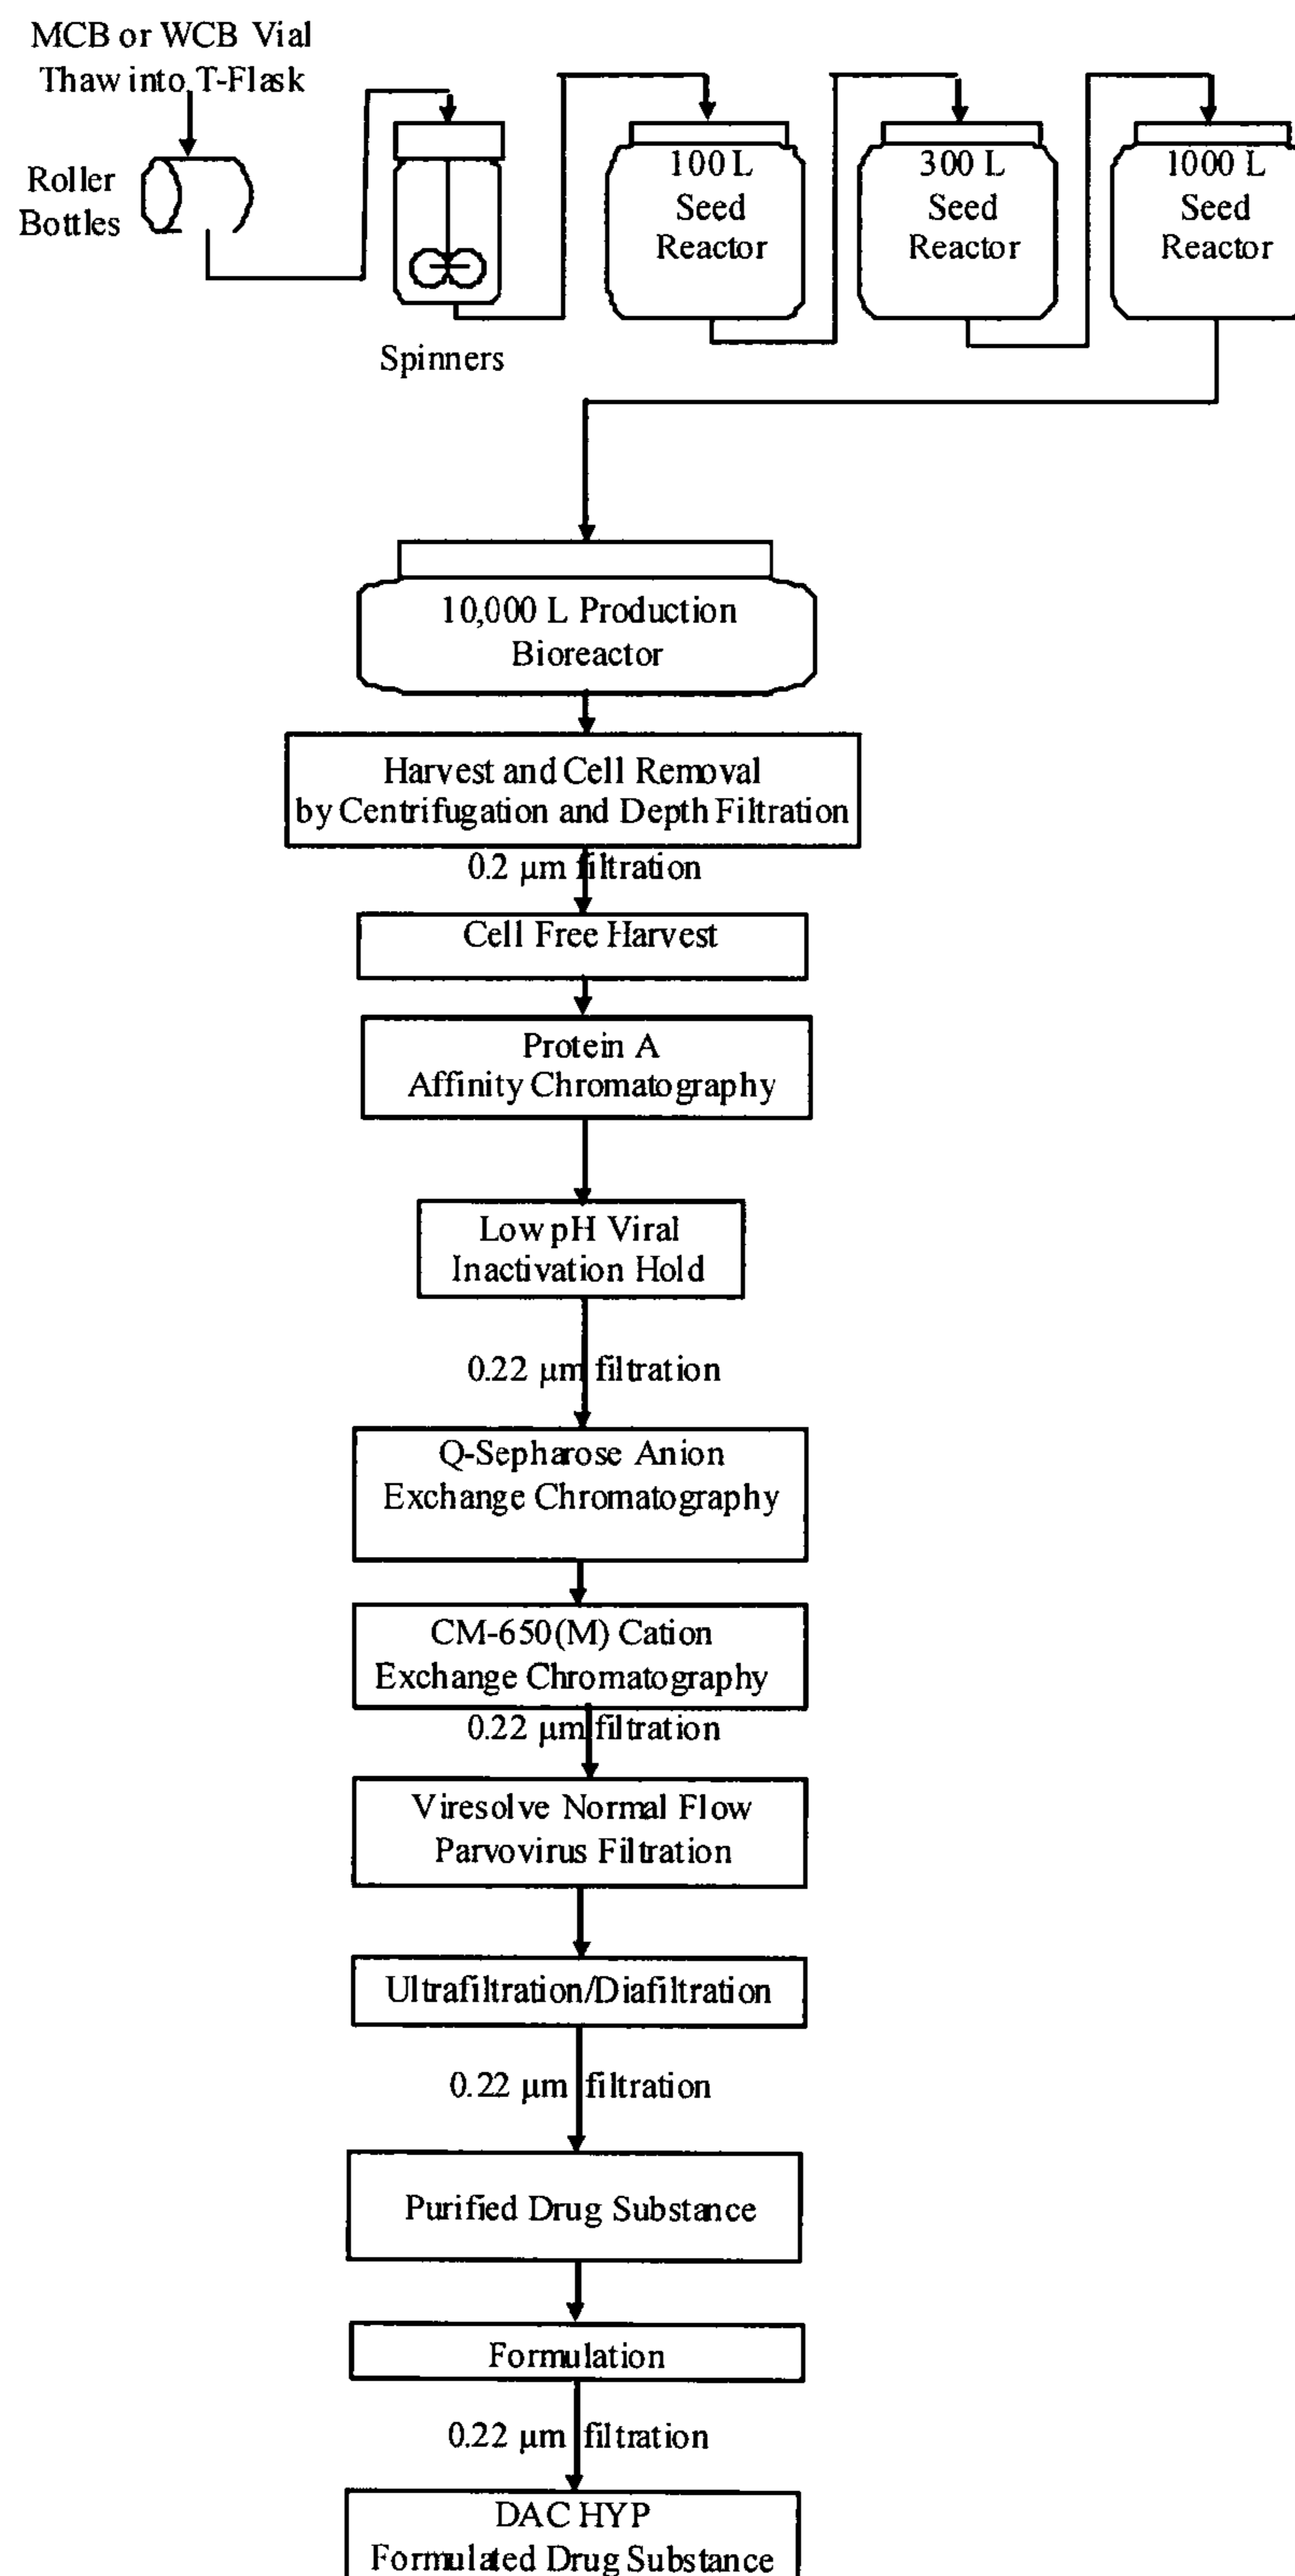 MCB or WCB Vial
Thaw into T-Flask
Roller
Bottles
Spinners
100 L
Seed
Reactor
300 L
Seed
Reactor
1000 L
Seed
Reactor
10,000 L Production
Bioreactor
Harvest and Cell Removal
by Centrifugation and Depth Filtration
0.2 µm filtration
Cell Free Harvest
Protein A
Affinity Chromatography
Low pH Viral
Inactivation Hold
0.22 µm filtration
Q-Sepharose Anion
Exchange Chromatography
CM-650(M) Cation
Exchange Chromatography
0.22 µm filtration
Viresolve Normal Flow
Parvovirus Filtration
Ultrafiltration/Diafiltration
0.22 µm filtration
Purified Drug Substance
Formulation
0.22 µm filtration
DAC HYP
Formulated Drug Substance